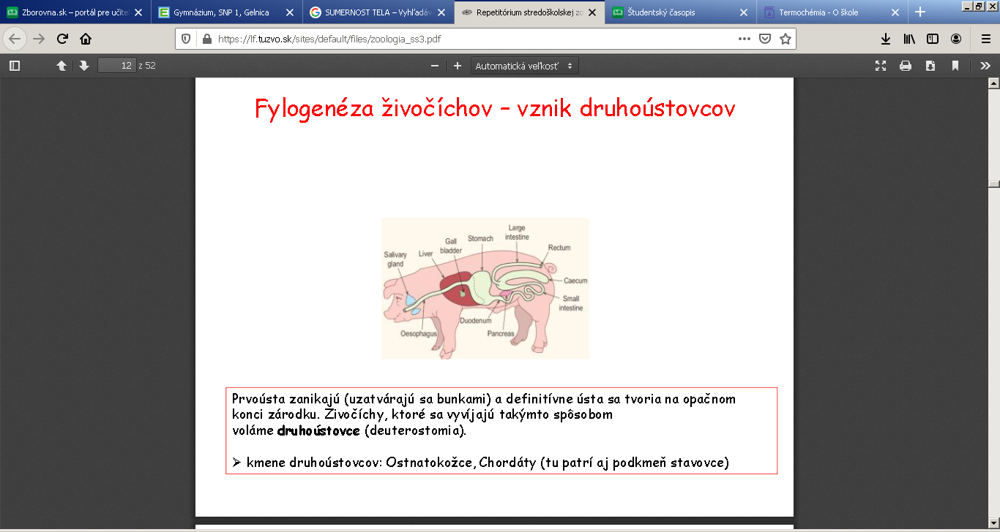 Zborovna.sk – portál pre učitel
Gymnázium, SNP 1, Gelnica
SUMERNOST TELA – Vyhľadáv
Repetitórium stredoškolskej zo
Študentský časopis
Termochémia - O škole
https://lf.tuzvo.sk/sites/default/files/zoologia_ss3.pdf
12 z 52
Automatická veľkosť
Fylogenéza živočíchov – vznik druhoústovcov
Salivary
gland
Liver
Gall
bladder
Stomach
Large
intestine
Rectum
Caecum
Small
intestine
Duodenum
Oesophagus
Pancreas
Prvoústa zanikajú (uzatvárajú sa bunkami) a definitívne ústa sa tvoria na opačnom
konci zárodku. Živočíchy, ktoré sa vyvíjajú takýmto spôsobom
voláme druhoústovce (deuterostomia).
➢ kmene druhoústovcov: Ostnatokožce, Chordáty (tu patrí aj podkmeň stavovce)